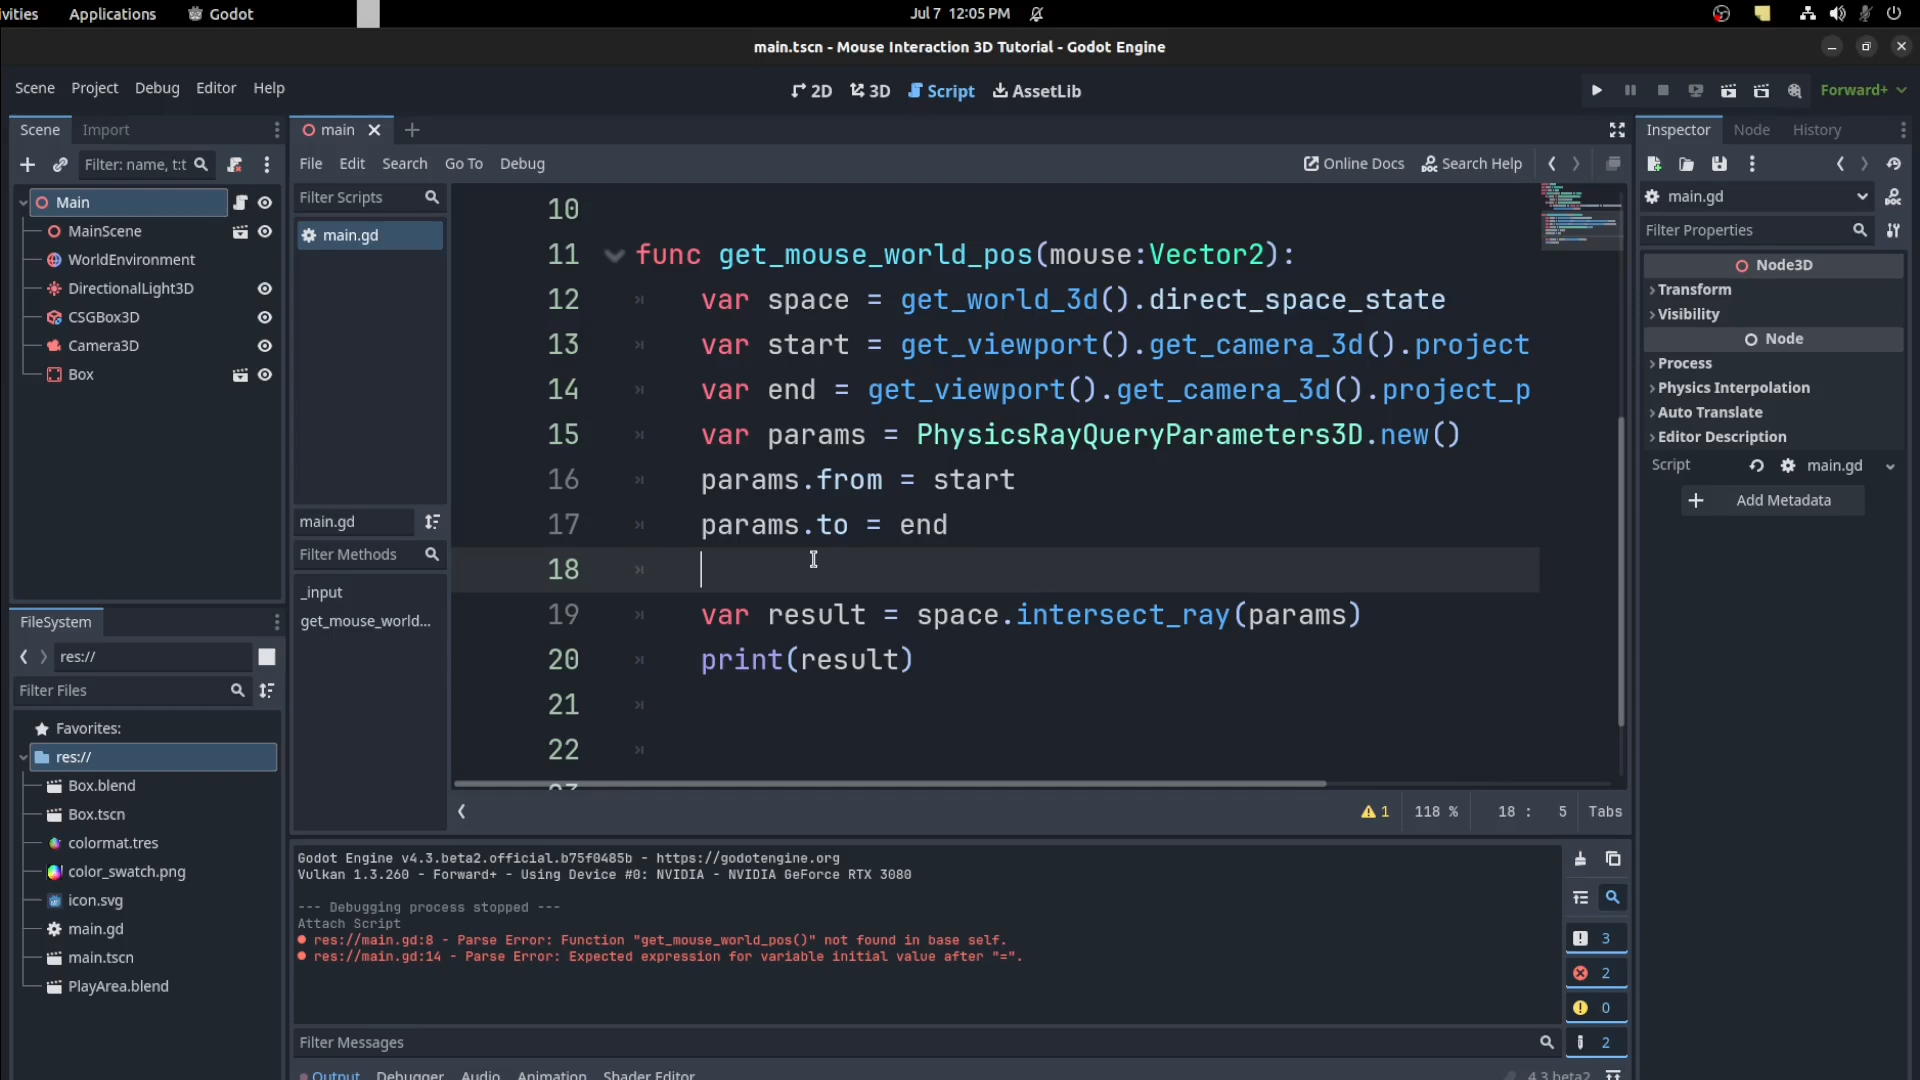 vities Applications Godot Jul 7 12:05 PM
main.tscn - Mouse Interaction 3D Tutorial - Godot Engine
Scene Project Debug Editor Help 2D 3D Script AssetLib Forward+
Scene Import main Inspector Node History
Filter: name, t:t File Edit Search Go To Debug Online Docs Search Help
Main
MainScene
WorldEnvironment
DirectionalLight3D
CSGBox3D
Camera3D
Box
FileSystem
res://
Filter Files
Favorites:
res://
Box.blend
Box.tscn
colormat.tres
color_swatch.png
icon.svg
main.gd
main.tscn
PlayArea.blend
Filter Scripts
main.gd
main.gd
Filter Methods
_input
get_mouse_world...
10
11 func get_mouse_world_pos(mouse:Vector2):
12 var space = get_world_3d().direct_space_state
13 var start = get_viewport().get_camera_3d().project
14 var end = get_viewport().get_camera_3d().project_p
15 var params = PhysicsRayQueryParameters3D.new()
16 params.from = start
17 params.to = end
18
19 var result = space.intersect_ray(params)
20 print(result)
21
22
1 118 % 18 : 5 Tabs
Godot Engine v4.3.beta2.official.b75f0485b - https://godotengine.org
Vulkan 1.3.260 - Forward+ - Using Device #0: NVIDIA - NVIDIA GeForce RTX 3080
--- Debugging process stopped ---
Attach Script
res://main.gd:8 - Parse Error: Function "get_mouse_world_pos()" not found in base self.
res://main.gd:14 - Parse Error: Expected expression for variable initial value after "=".
3
2
0
2
Filter Messages
Output Debugger Audio Animation Shader Editor 4.3.beta2
main.gd
Filter Properties
Node3D
Transform
Visibility
Node
Process
Physics Interpolation
Auto Translate
Editor Description
Script main.gd
Add Metadata